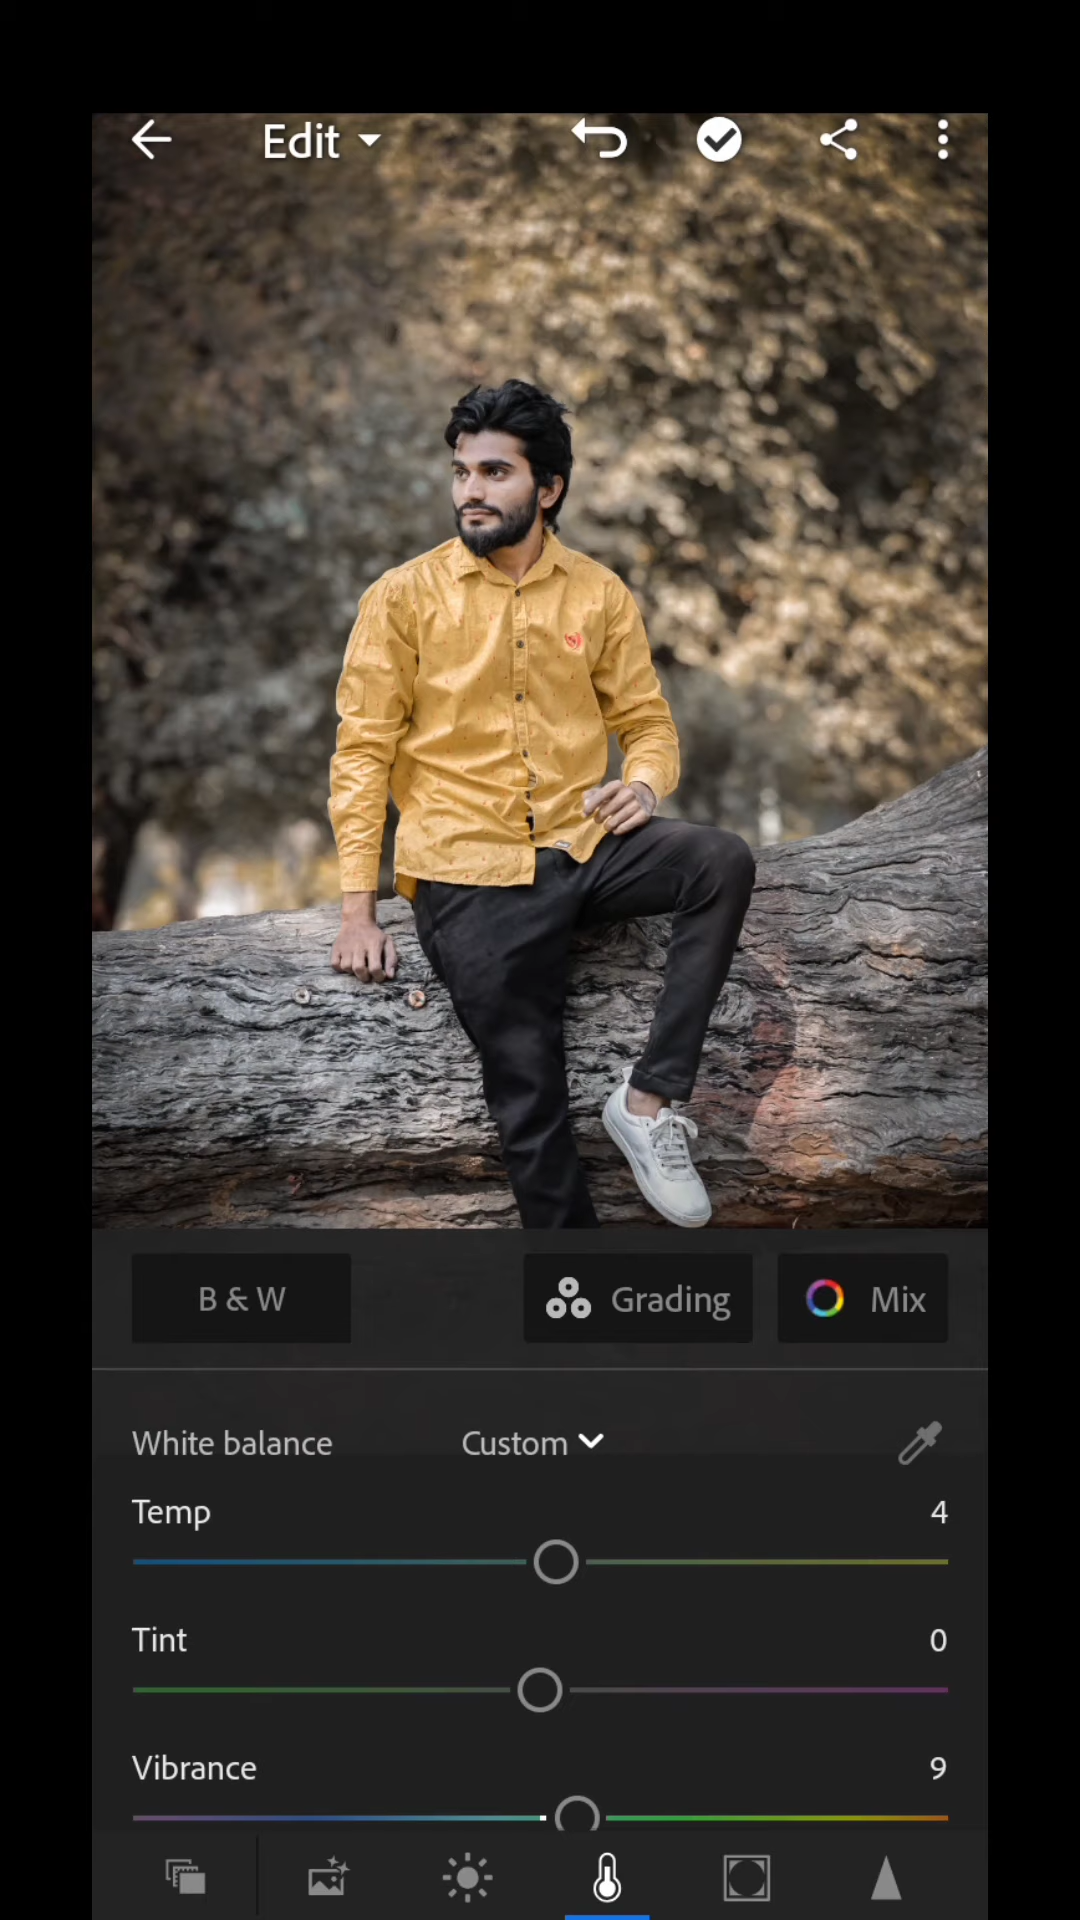 Edit
B & W
Grading
Mix
White balance
Custom
Temp
4
Tint
0
Vibrance
9